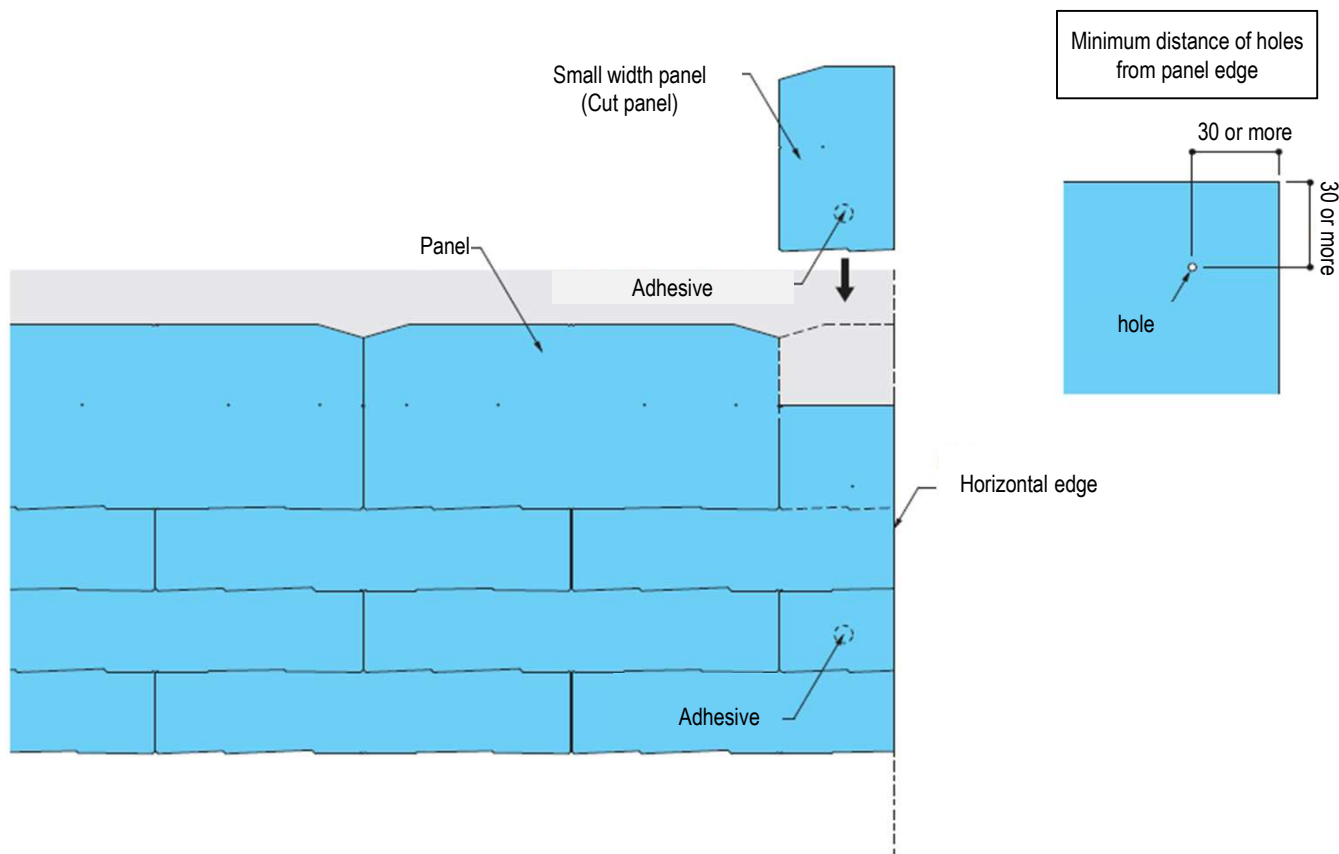 Minimum distance of holes
from panel edge
Small width panel
(Cut panel)
30 or more
30 or more
Panel
Adhesive
hole
Horizontal edge
Adhesive